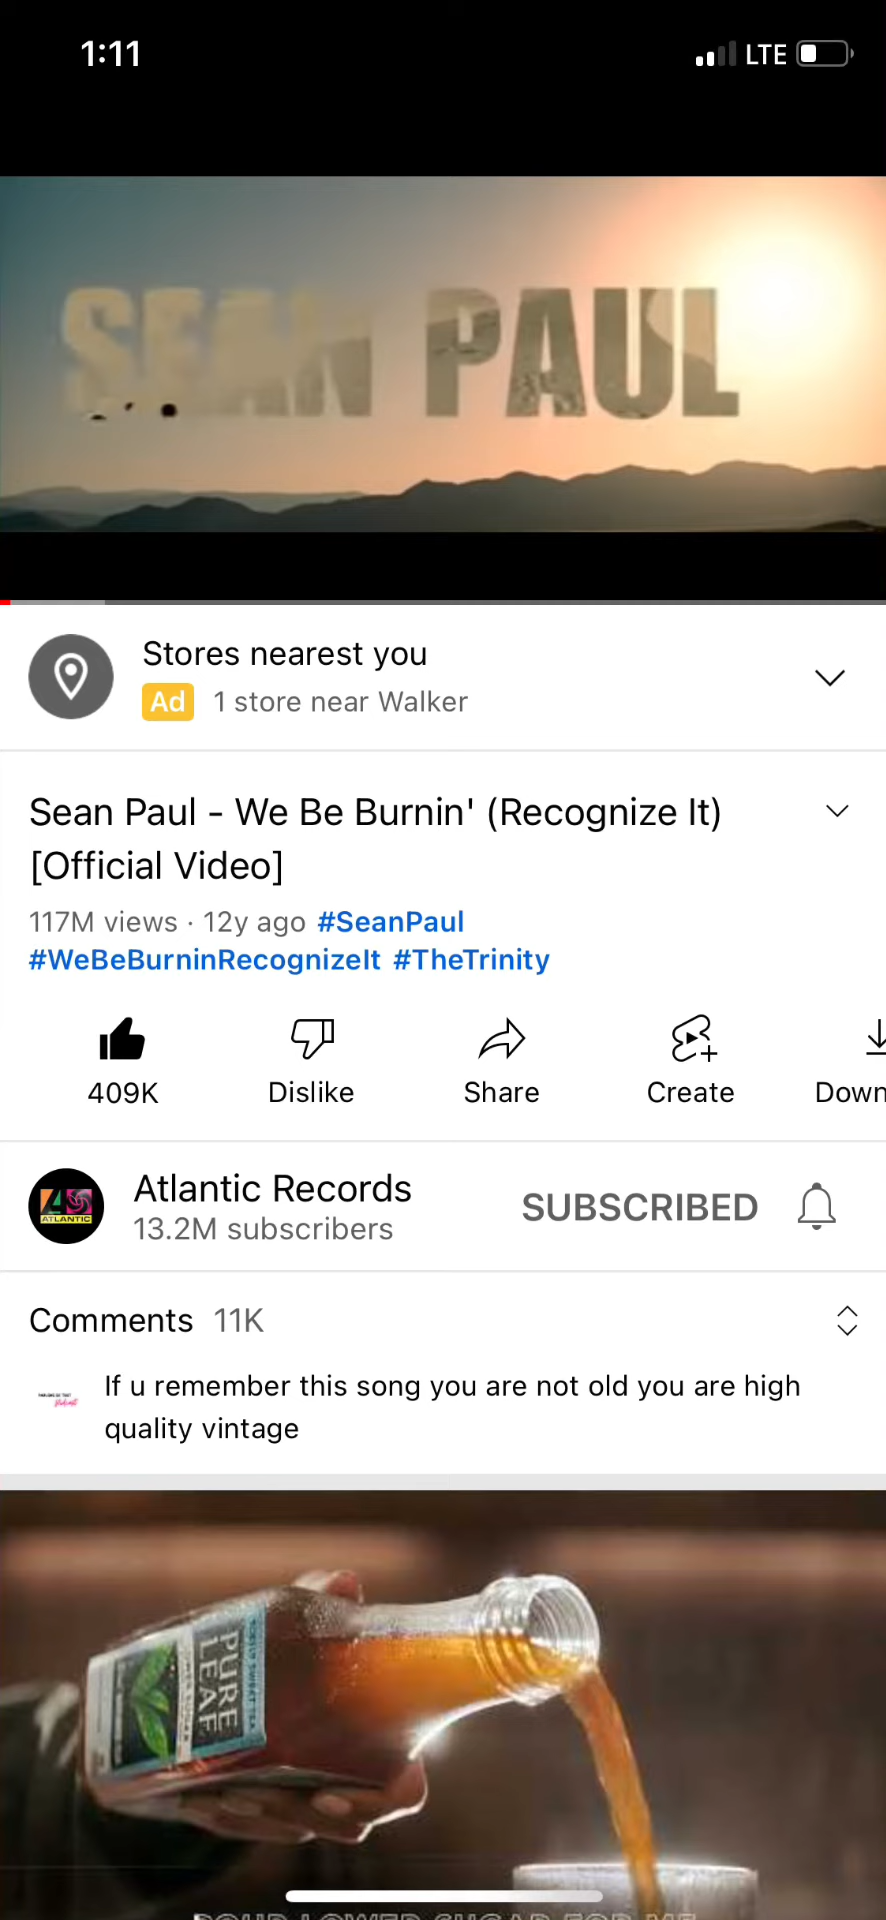 1:11
LTE
SEAN PAUL
Stores nearest you
Ad 1 store near Walker
Sean Paul - We Be Burnin' (Recognize It)
[Official Video]
117M views · 12y ago #SeanPaul
#WeBeBurninRecognizeIt #TheTrinity
409K
Dislike
Share
Create
Down
Atlantic Records
ATLANTIC
13.2M subscribers
SUBSCRIBED
Comments 11K
If u remember this song you are not old you are high
quality vintage
PURE
LEAF